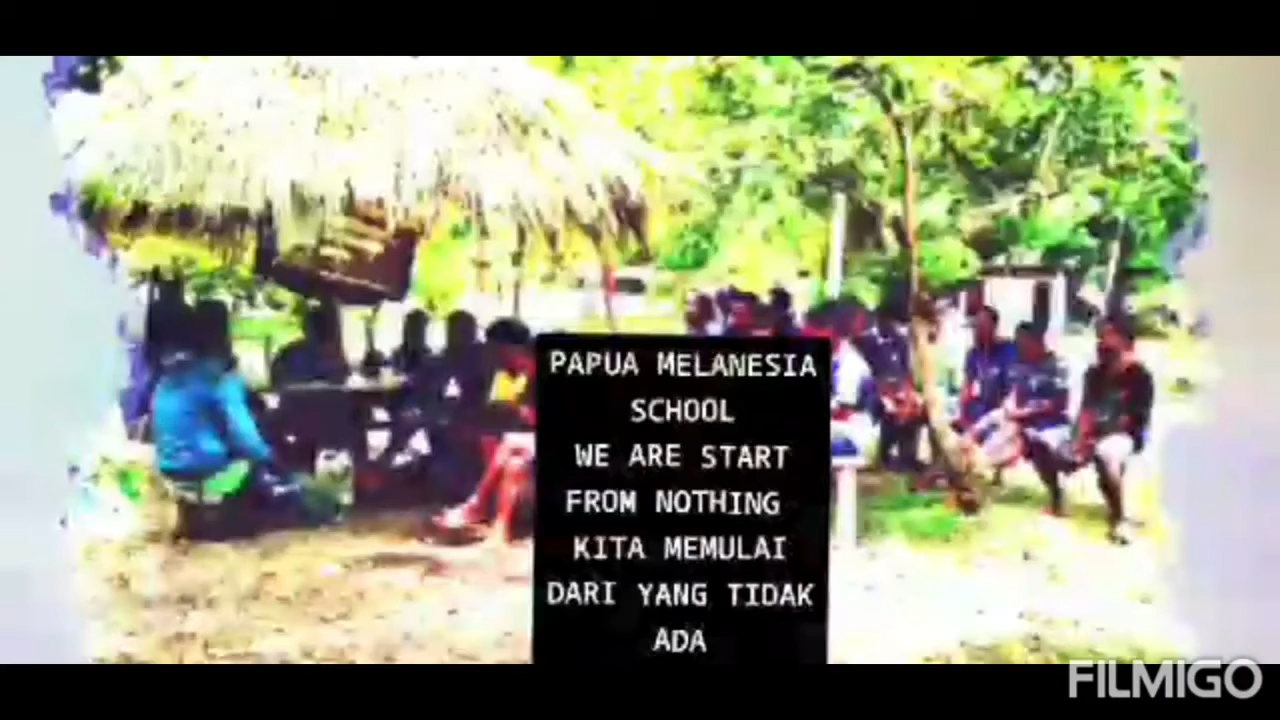 PAPUA MELANESIA
SCHOOL
WE ARE START
FROM NOTHING
KITA MEMULAI
DARI YANG TIDAK
ADA
FILMIGO